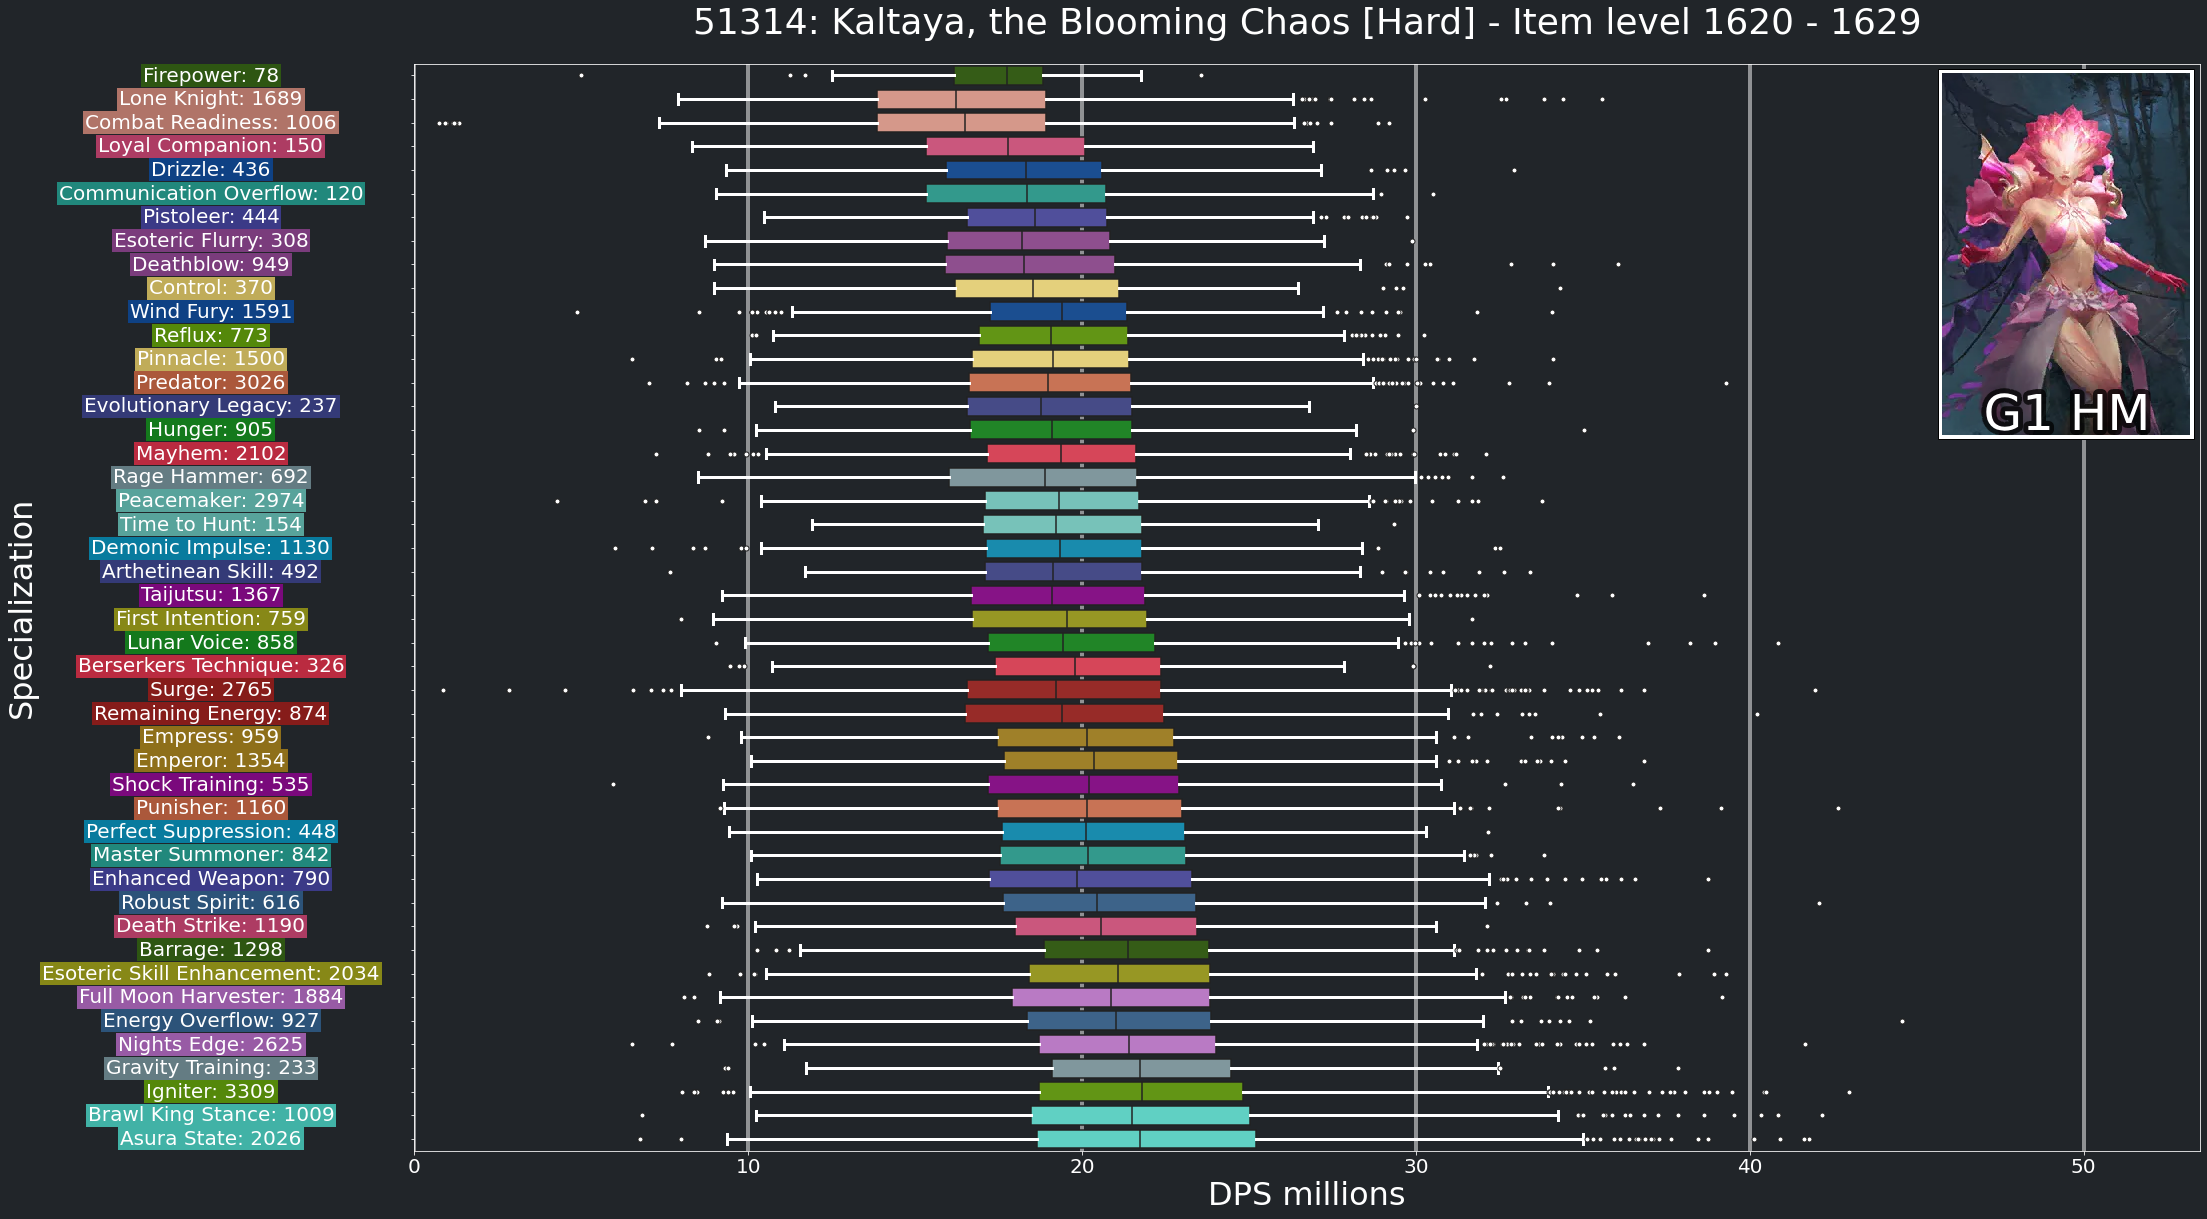 51314: Kaltaya, the Blooming Chaos [Hard] - Item level 1620 - 1629
Firepower: 78
Lone Knight: 1689
Combat Readiness: 1006
Loyal Companion: 150
Drizzle: 436
Communication Overflow: 120
Pistoleer: 444
Esoteric Flurry: 308
Deathblow: 949
Control: 370
Wind Fury: 1591
Reflux: 773
Pinnacle: 1500
Predator: 3026
Evolutionary Legacy: 237
Hunger: 905
Mayhem: 2102
Rage Hammer: 692
Peacemaker: 2974
Time to Hunt: 154
Demonic Impulse: 1130
Arthetinean Skill: 492
Taijutsu: 1367
First Intention: 759
Lunar Voice: 858
Berserkers Technique: 326
Surge: 2765
Remaining Energy: 874
Empress: 959
Emperor: 1354
Shock Training: 535
Punisher: 1160
Perfect Suppression: 448
Master Summoner: 842
Enhanced Weapon: 790
Robust Spirit: 616
Death Strike: 1190
Barrage: 1298
Esoteric Skill Enhancement: 2034
Full Moon Harvester: 1884
Energy Overflow: 927
Nights Edge: 2625
Gravity Training: 233
Igniter: 3309
Brawl King Stance: 1009
Asura State: 2026
Specialization
G1 HM
0 10 20 30 40 50
DPS millions